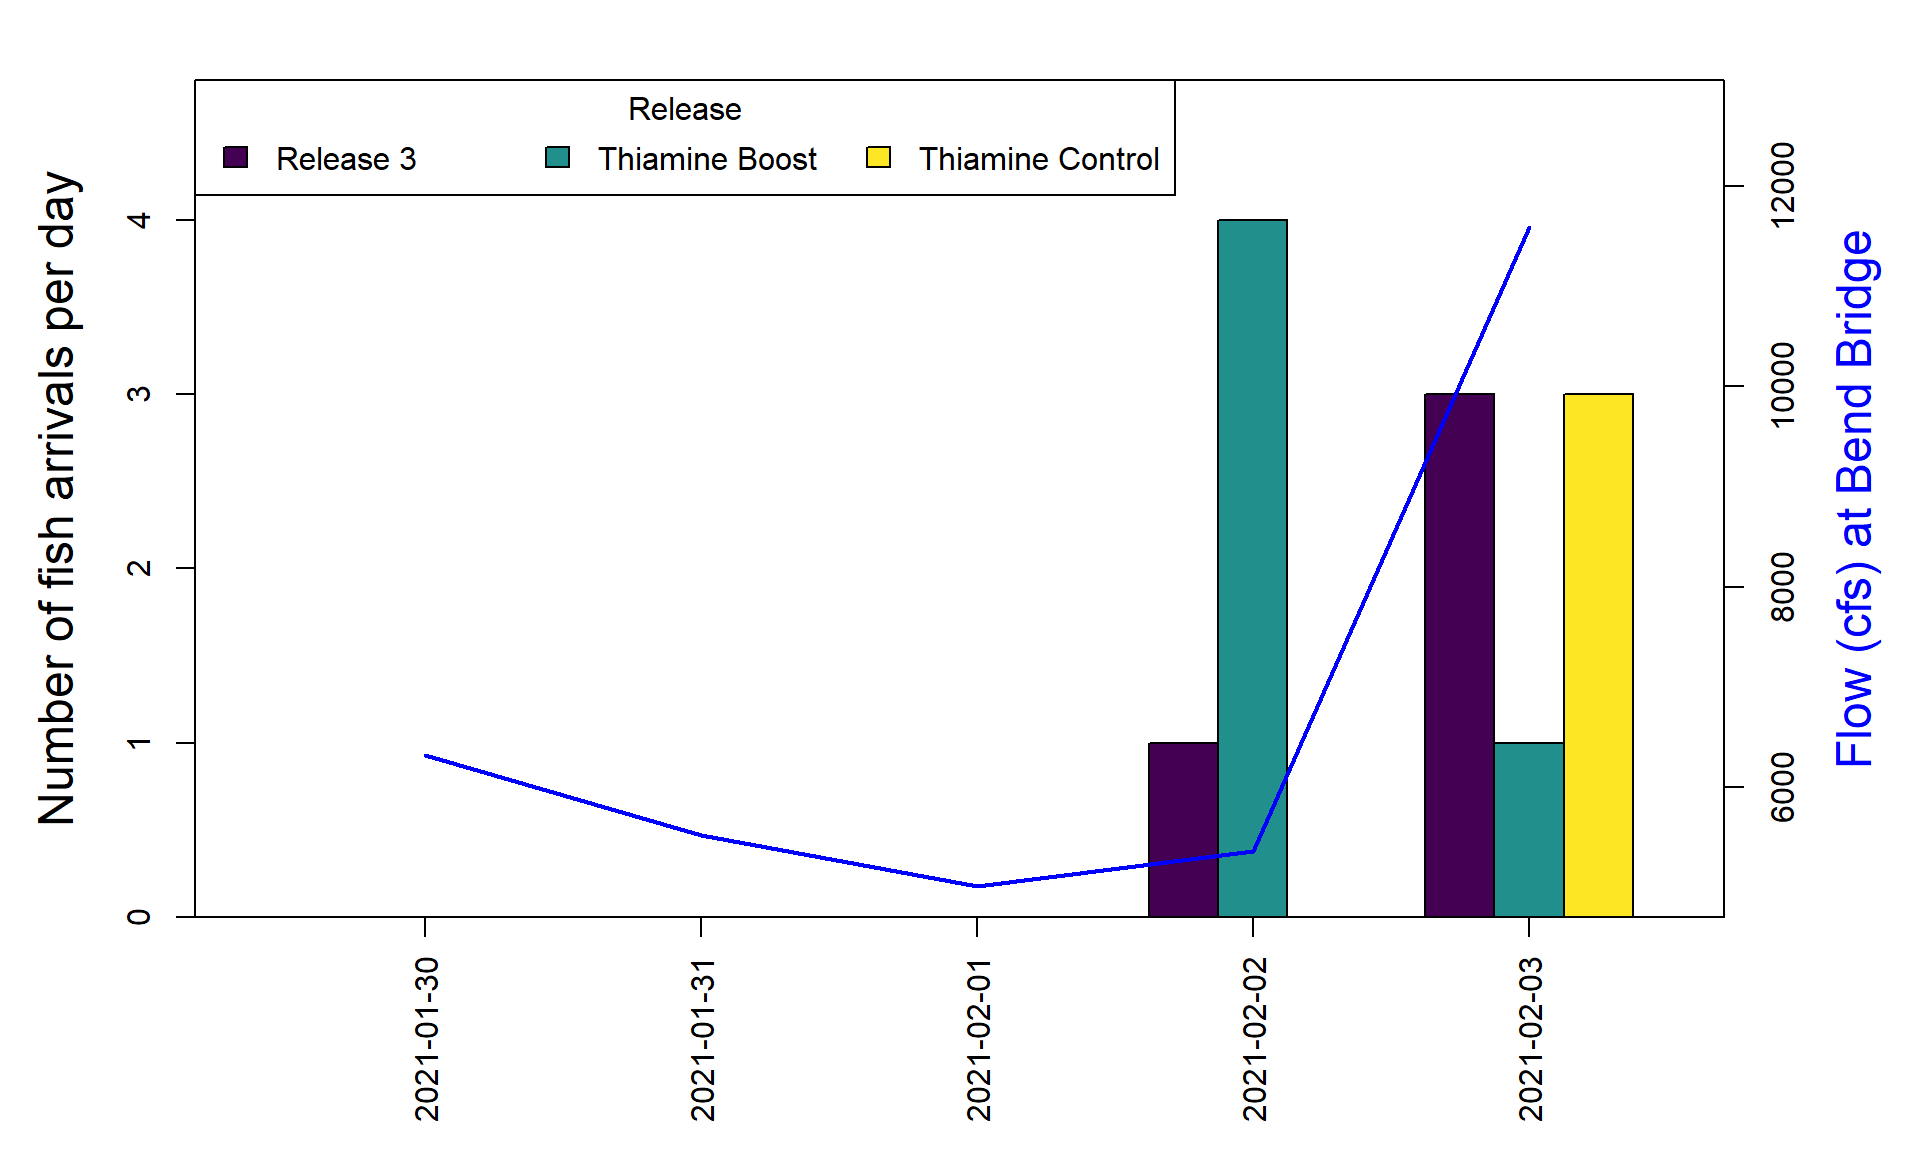 Release
Release 3 Thiamine Boost Thiamine Control
Number of fish arrivals per day
4
3
2
1
0
12000
10000
8000
6000
Flow (cfs) at Bend Bridge
2021-01-30 2021-01-31 2021-02-01 2021-02-02 2021-02-03